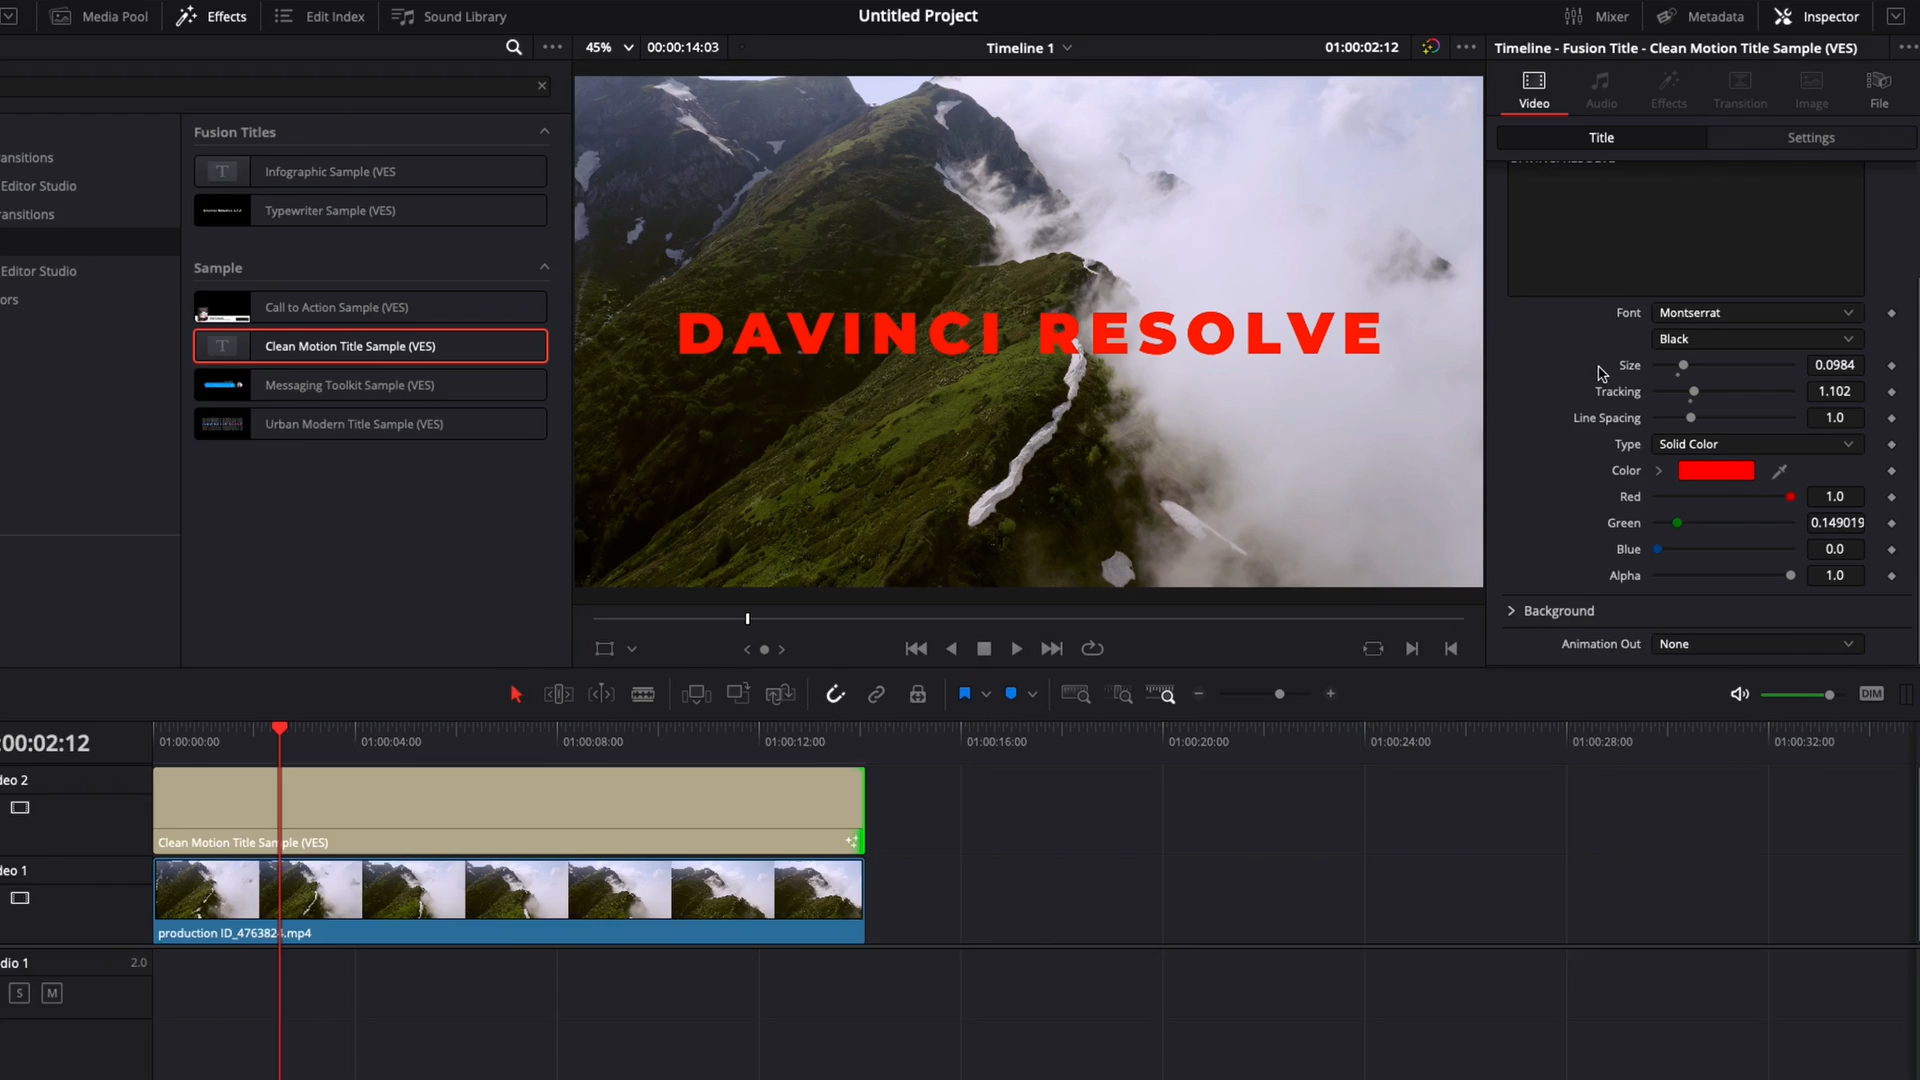 Media Pool
Effects
Edit Index
Sound Library
Untitled Project
Mixer
Metadata
Inspector
45%
00:00:14:03
Timeline 1
01:00:02:12
Timeline - Fusion Title - Clean Motion Title Sample (VES)
Video
Audio
Effects
Transition
Image
File
Title
Settings
ansitions
Editor Studio
ansitions
Editor Studio
ors
Fusion Titles
Infographic Sample (VES
Typewriter Sample (VES)
Sample
Call to Action Sample (VES)
Clean Motion Title Sample (VES)
Messaging Toolkit Sample (VES)
Urban Modern Title Sample (VES)
DAVINCI RESOLVE
Font
Montserrat
Black
Size
0.0984
Tracking
1.102
Line Spacing
1.0
Type
Solid Color
Color
Red
1.0
Green
0.149019
Blue
0.0
Alpha
1.0
Background
Animation Out
None
DIM
:00:02:12
01:00:00:00
01:00:04:00
01:00:08:00
01:00:12:00
01:00:16:00
01:00:20:00
01:00:24:00
01:00:28:00
01:00:32:00
deo 2
Clean Motion Title Sample (VES)
deo 1
production ID_4763824.mp4
dio 1
2.0
S
M